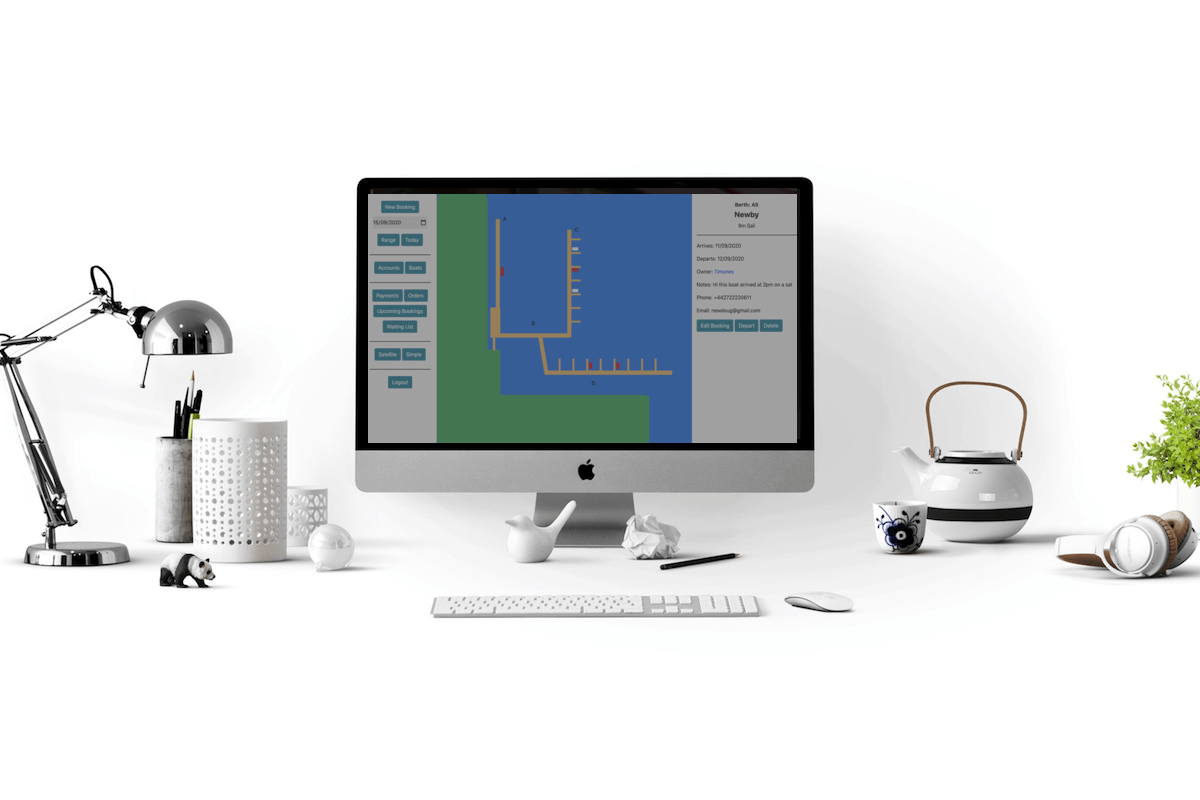 New Booking
15/09/2020
Range Today
Accounts Boats
Payments Orders
Upcoming Bookings
Waiting List
Satellite Simple
Logout
A
C
B
D
Berth: A5
Newby
9m Sail
Arrives: 11/09/2020
Departs: 12/09/2020
Owner: Timones
Notes: Hi this boat arrived at 2pm on a sat
Phone: +442722220611
Email: newboug@gmail.com
Edit Booking Depart Delete